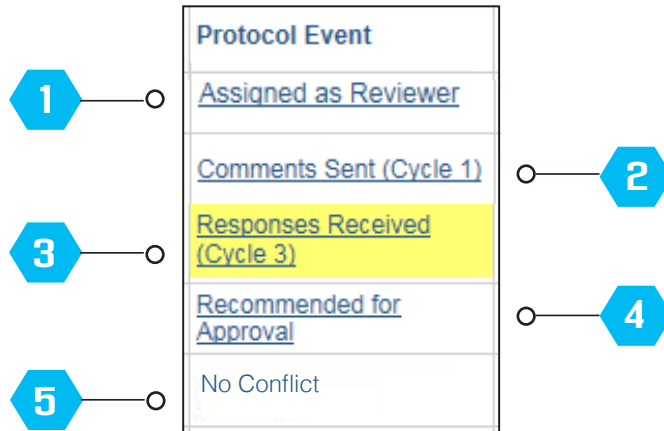 Protocol Event
1
Assigned as Reviewer
Comments Sent (Cycle 1)
2
3
Responses Received
(Cycle 3)
Recommended for
Approval
4
5
No Conflict